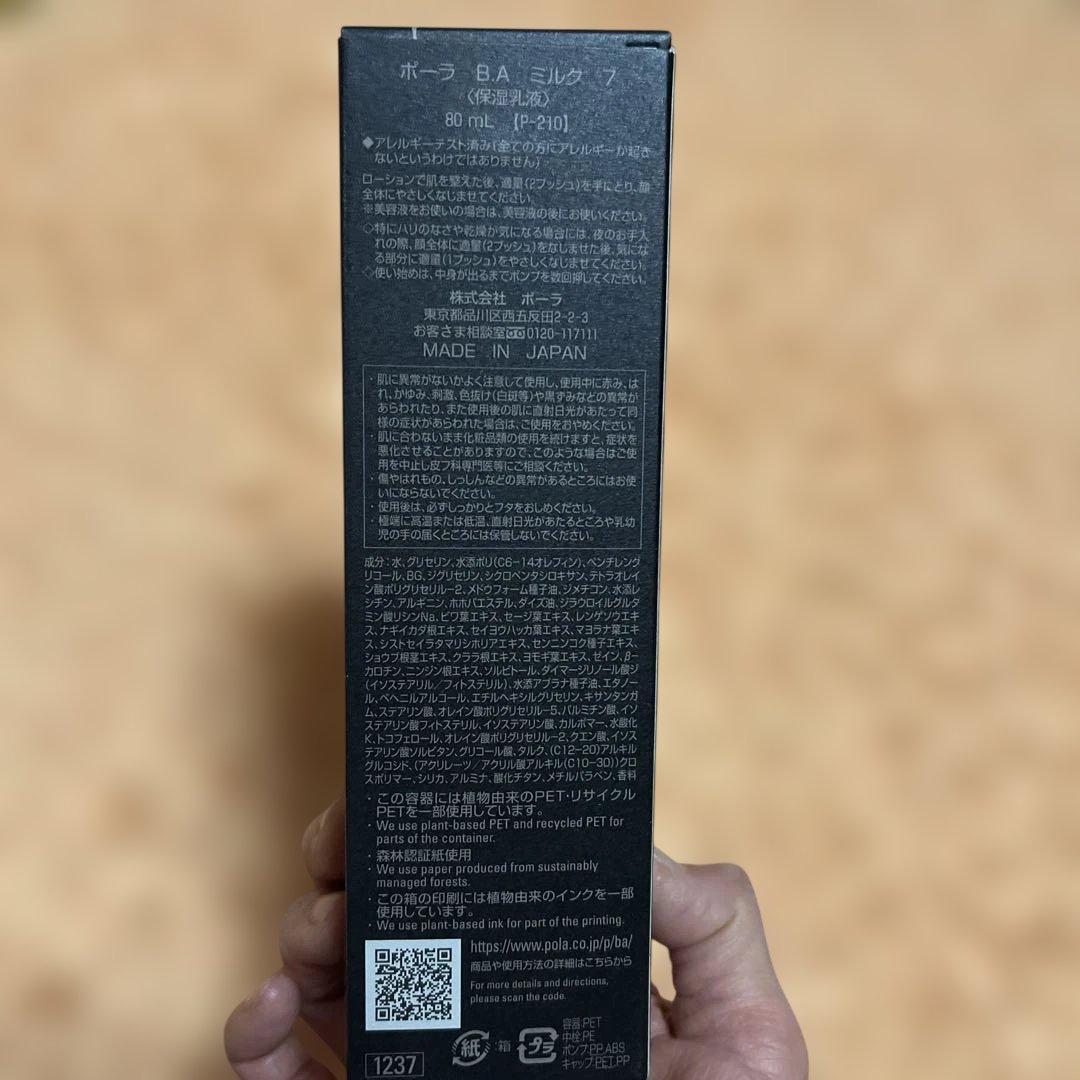 ポーラ B.A ミルク 7
〈保湿乳液〉
80 mL 【P-210】
◆アレルギーテスト済み(全ての方にアレルギーが起き
ないというわけではありません)
ローションで肌を整えた後、適量(2プッシュ)を手にとり、顔
全体にやさしくなじませてください。
※美容液をお使いの場合は、美容液の後にお使いください。
◇特にハリのなさや乾燥が気になる場合には、夜のお手入
れの際、顔全体に適量(2プッシュ)をなじませた後、気にな
る部分に適量(1プッシュ)をやさしくなじませてください。
◇使い始めは、中身が出るまでポンプを数回押してください。
株式会社 ポーラ
東京都品川区西五反田2-2-3
お客さま相談室 0120-117111
MADE IN JAPAN
・肌に異常がないかよく注意して使用し、使用中に赤み、は
れ、かゆみ、刺激、色抜け(白斑等)や黒ずみなどの異常が
あらわれたり、また使用後の肌に直射日光があたって同
様の症状があらわれた場合は、ご使用をおやめください。
・肌に合わないまま化粧品類の使用を続けますと、症状を
悪化させることがありますので、このような場合はご使
用を中止し皮フ科専門医等にご相談ください。
・傷やはれもの、しっしんなどの異常があるところにはお使
いにならないでください。
・使用後は、必ずしっかりとフタをおしめください。
・極端に高温または低温、直射日光があたるところや乳幼
児の手の届くところには保管しないでください。
成分:水、グリセリン、水添ポリ(C6-14オレフィン)、ペンチレング
リコール、BG、ジグリセリン、シクロペンタシロキサン、テトラオレイ
ン酸ポリグリセリル-2、メドウフォーム種子油、ジメチコン、水添レ
シチン、アルギニン、ホホバエステル、ダイズ油、ジラウロイルグルタ
ミン酸リシンNa、ビワ葉エキス、セージ葉エキス、レンゲソウエキ
ス、ナギイカダ根エキス、セイヨウハッカ葉エキス、マヨラナ葉エキ
ス、シストセイラタマリシホリアエキス、センニンコク種子エキス、
ショウブ根茎エキス、クララ根エキス、ヨモギ葉エキス、ゼイン、β-
カロチン、ニンジン根エキス、ソルビトール、ダイマージリノール酸ジ
(イソステアリル/フィトステリル)、水添アブラナ種子油、エタノー
ル、ベヘニルアルコール、エチルヘキシルグリセリン、キサンタンガ
ム、ステアリン酸、オレイン酸ポリグリセリル-5、パルミチン酸、イソ
ステアリン酸フィトステリル、イソステアリン酸、カルボマー、水酸化
K、トコフェロール、オレイン酸ポリグリセリル-2、クエン酸、イソス
テアリン酸ソルビタン、グリコール酸、タルク、(C12-20)アルキル
グルコシド、(アクリレーツ/アクリル酸アルキル(C10-30))クロ
スポリマー、シリカ、アルミナ、酸化チタン、メチルパラベン、香料
・この容器には植物由来のPET・リサイクル
PETを一部使用しています。
・We use plant-based PET and recycled PET for
parts of the container.
・森林認証紙使用
・We use paper produced from sustainably
managed forests.
・この箱の印刷には植物由来のインクを一部
使用しています。
・We use plant-based ink for part of the printing.
https://www.pola.co.jp/p/ba/
商品や使用方法の詳細はこちらから
For more details and directions,
please scan the code.
紙 :箱
プラ
容器:PET
中栓:PE
ポンプ:PP,ABS
キャップ:PET,PP
1237